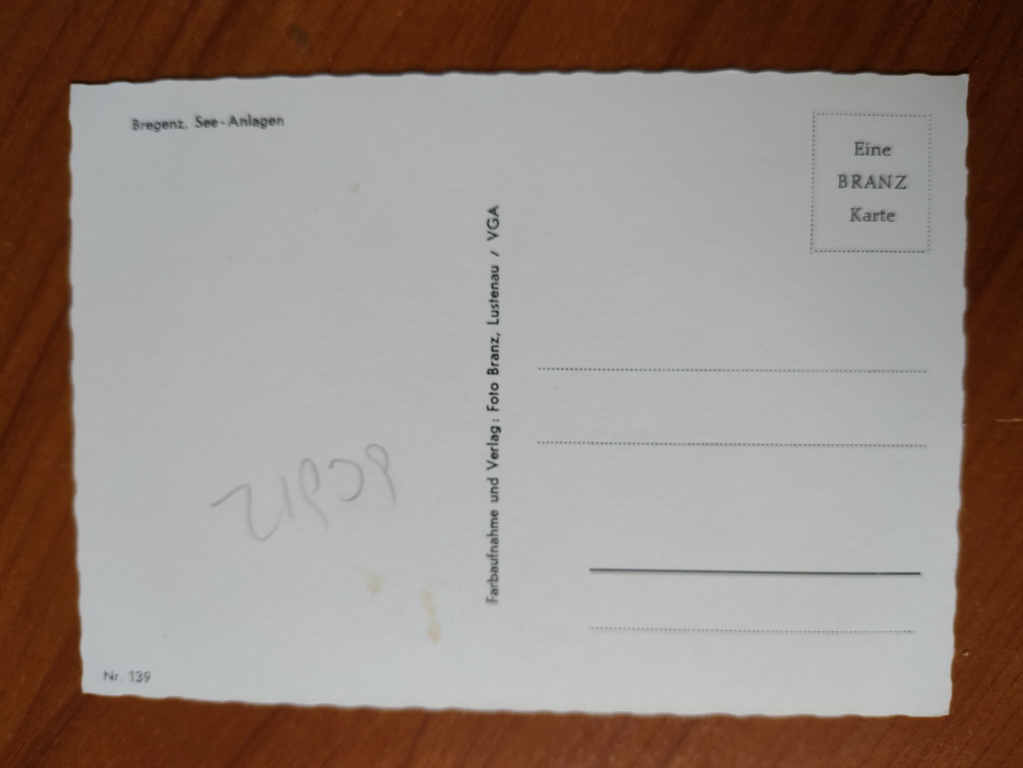 Bregenz, See-Anlagen
Eine
BRANZ
Karte
Farbaufnahme und Verlag: Foto Branz, Lustenau / VGA
Nr. 139